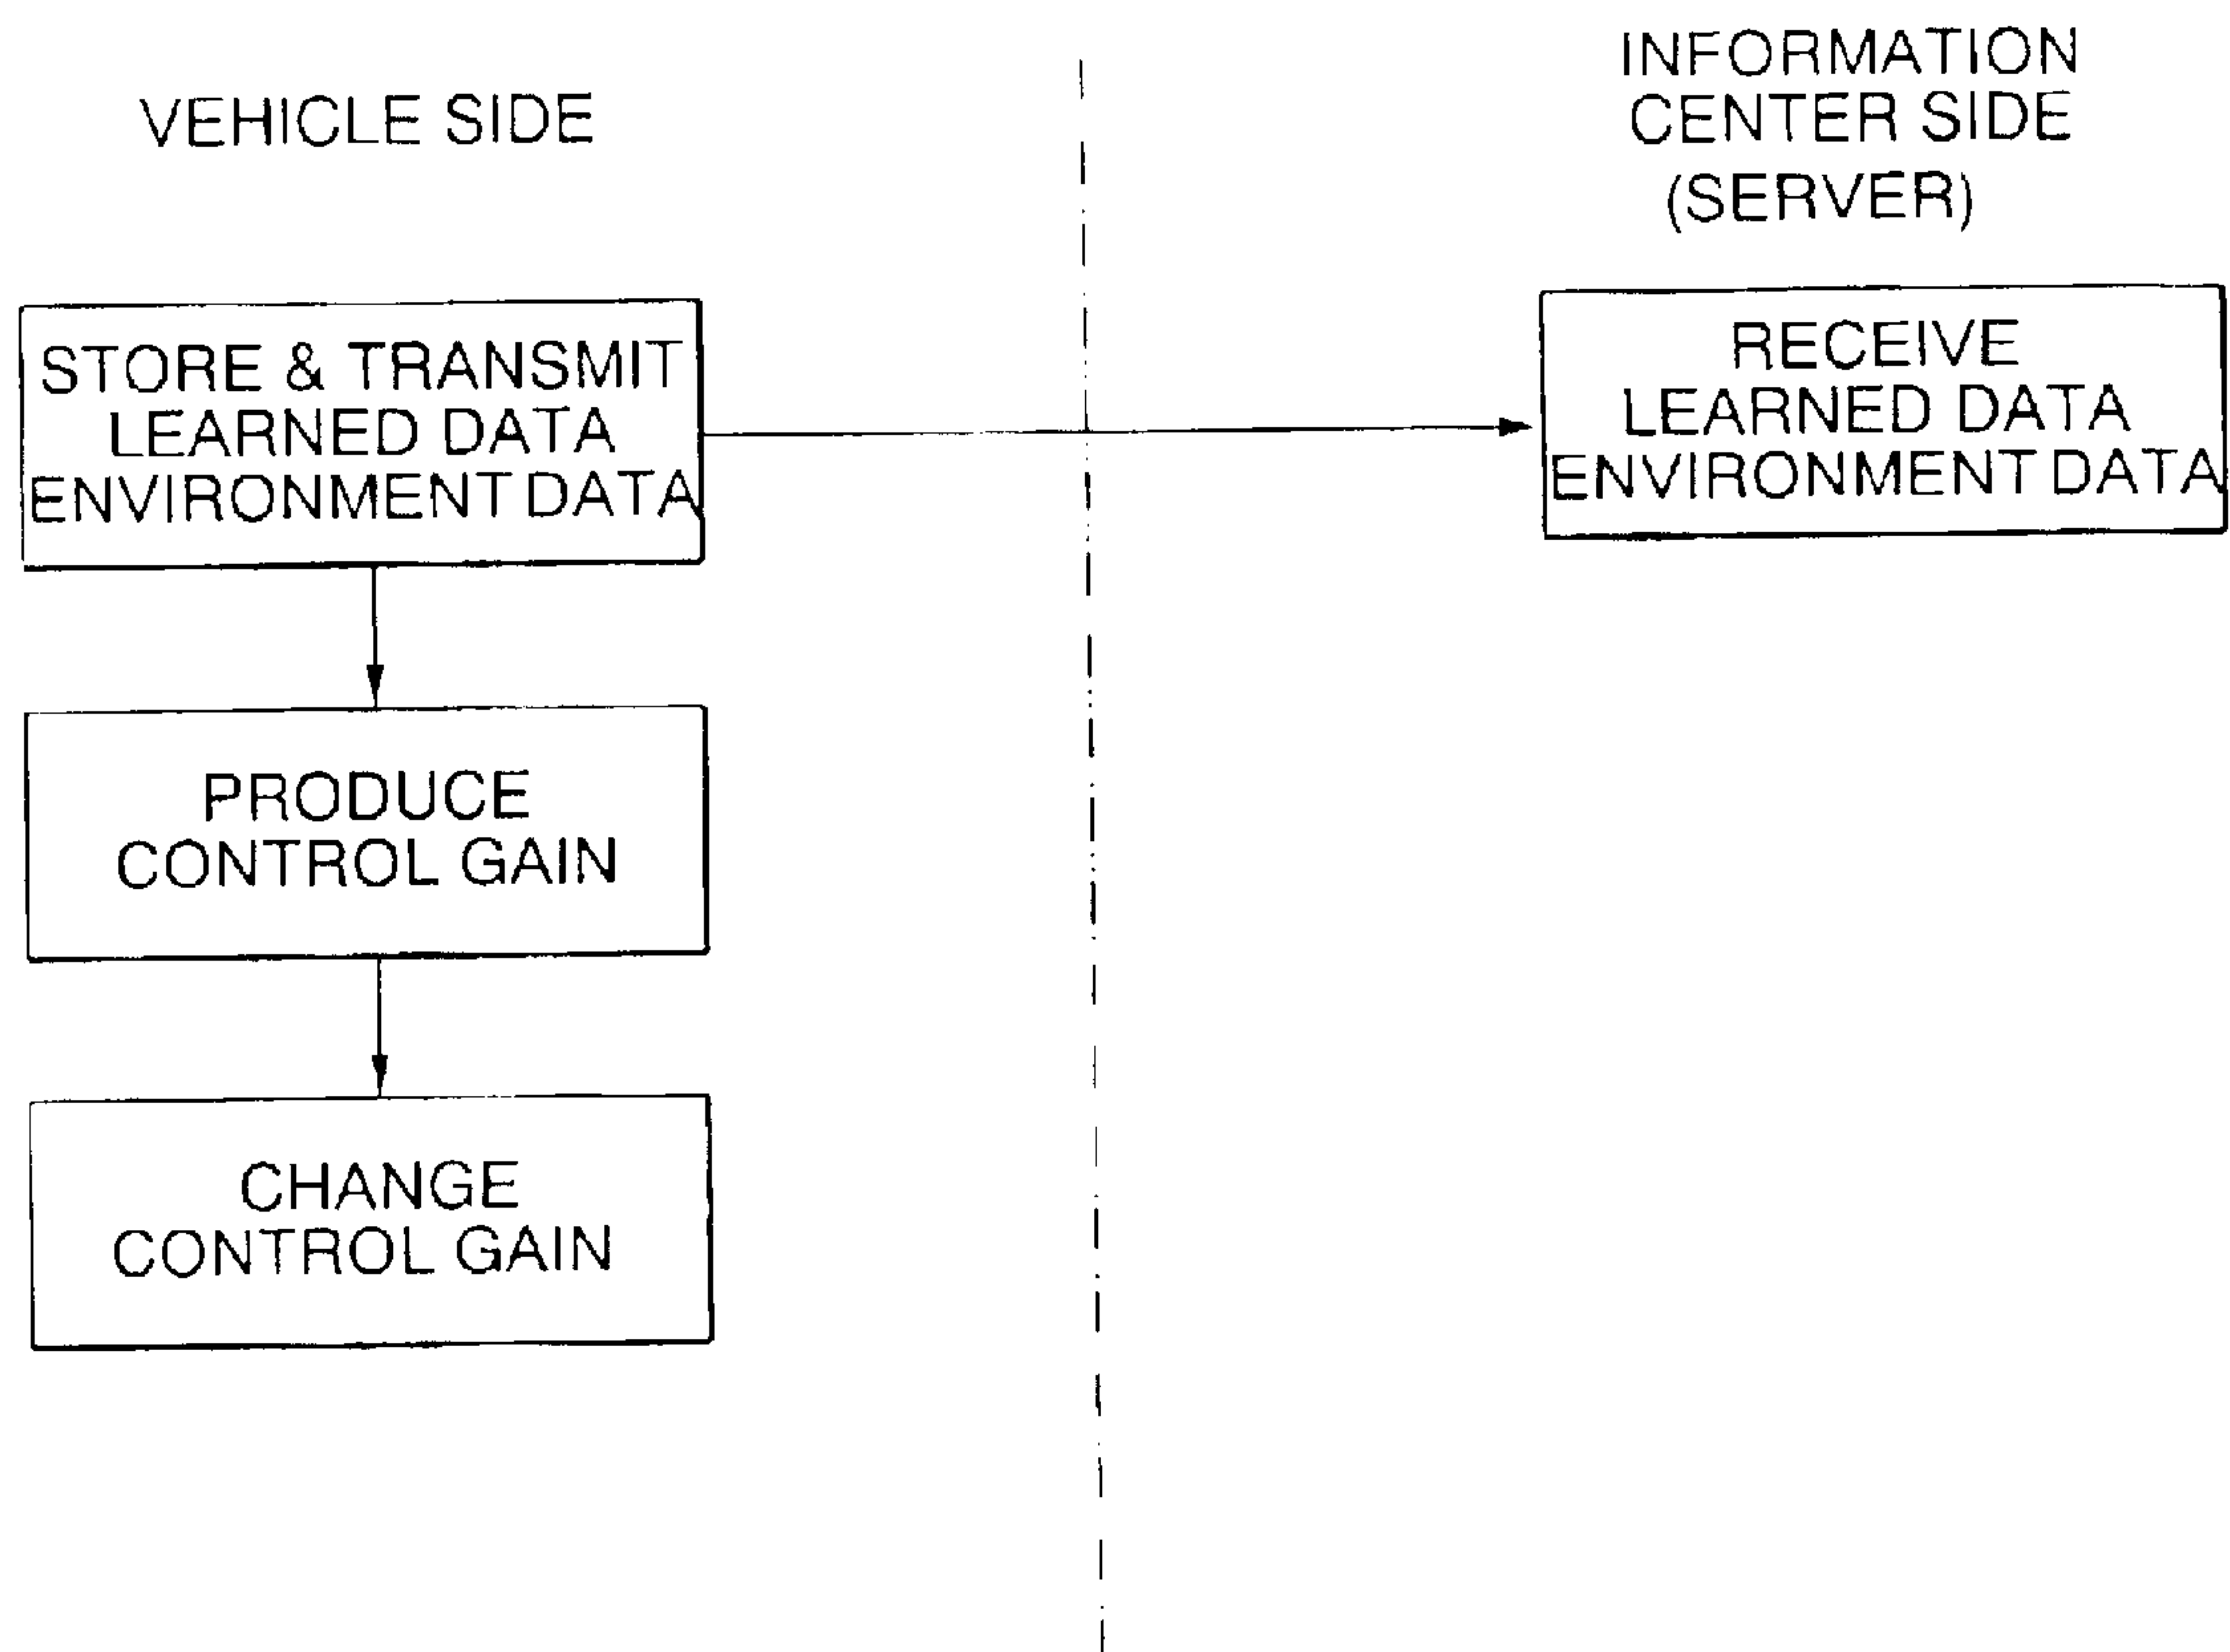 VEHICLE SIDE
INFORMATION
CENTER SIDE
(SERVER)
STORE & TRANSMIT
LEARNED DATA
ENVIRONMENT DATA
RECEIVE
LEARNED DATA
ENVIRONMENT DATA
PRODUCE
CONTROL GAIN
CHANGE
CONTROL GAIN